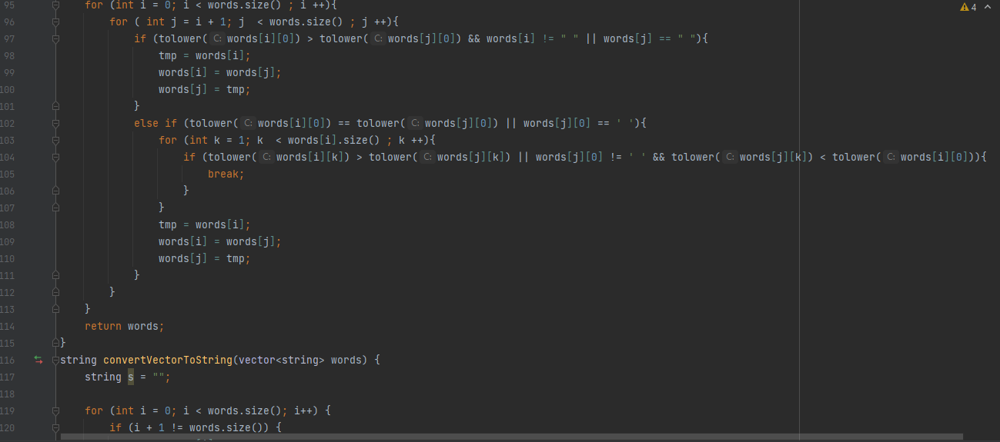 95 for (int i = 0; i < words.size() ; i ++){
4
96 for ( int j = i + 1; j  < words.size() ; j ++){
97 if (tolower( C: words[i][0]) > tolower( C: words[j][0]) && words[i] != " " || words[j] == " "){
98 tmp = words[i];
99 words[i] = words[j];
100 words[j] = tmp;
101 }
102 else if (tolower( C: words[i][0]) == tolower( C: words[j][0]) || words[j][0] == ' '){
103 for (int k = 1; k  < words[i].size() ; k ++){
104 if (tolower( C: words[i][k]) > tolower( C: words[j][k]) || words[j][0] != ' ' && tolower( C: words[j][k]) < tolower( C: words[i][0])){
105 break;
106 }
107 }
108 tmp = words[i];
109 words[i] = words[j];
110 words[j] = tmp;
111 }
112 }
113 }
114 return words;
115 }
116 string convertVectorToString(vector<string> words) {
117 string s = "";
118
119 for (int i = 0; i < words.size(); i++) {
120 if (i + 1 != words.size()) {